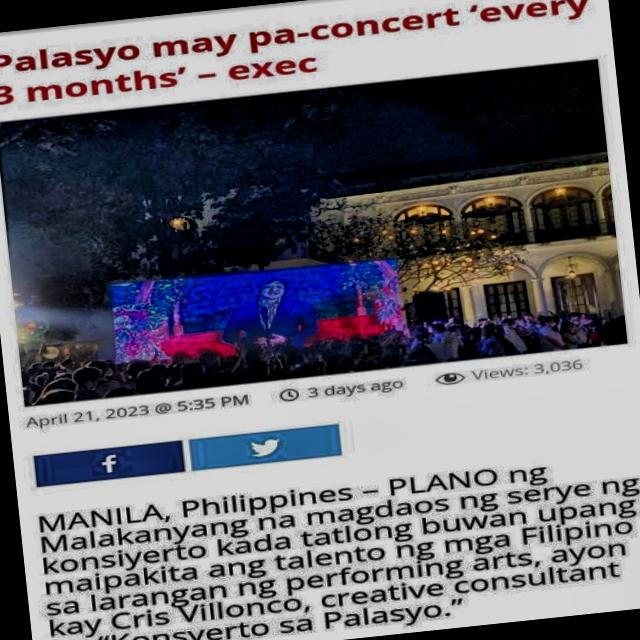 Palasyo may pa-concert ‘every
3 months’ – exec
April 21, 2023 @ 5:35 PM
3 days ago
Views: 3,036
MANILA, Philippines – PLANO ng
Malakanyang na magdaos ng serye ng
konsiyerto kada tatlong buwan upang
maipakita ang talento ng mga Filipino
sa larangan ng performing arts, ayon
kay Cris Villonco, creative consultant
“Konsyerto sa Palasyo.”